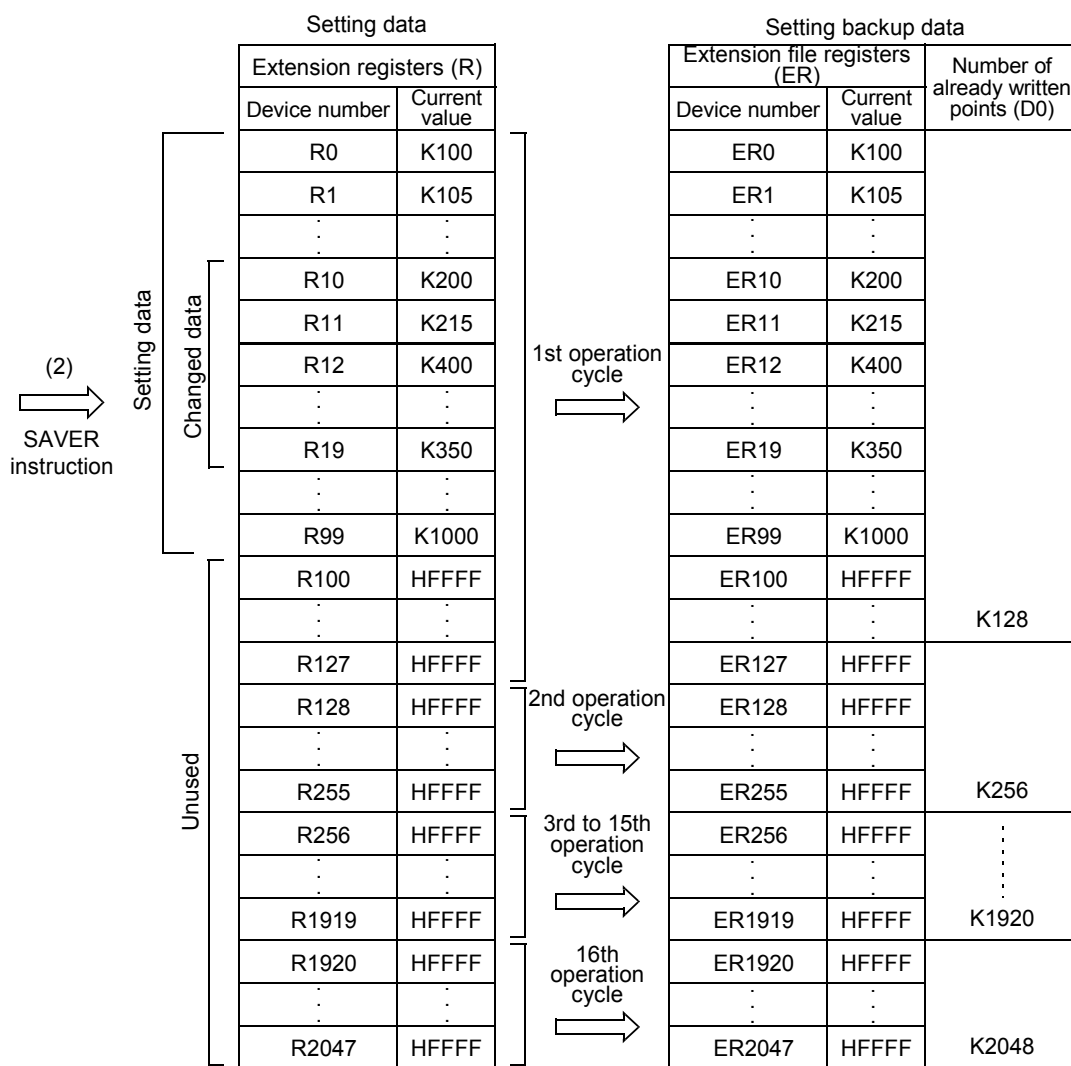 Setting data
Setting backup data
Extension registers (R)
Extension file registers
(ER)
Number of
already written
points (D0)
Device number
Current
value
Device number
Current
value
R0 K100 ER0 K100
R1 K105 ER1 K105
R10 K200 ER10 K200
R11 K215 ER11 K215
R12 K400 ER12 K400
R19 K350 ER19 K350
R99 K1000 ER99 K1000
R100 HFFFF ER100 HFFFF
K128
R127 HFFFF ER127 HFFFF
R128 HFFFF ER128 HFFFF
R255 HFFFF ER255 HFFFF K256
R256 HFFFF ER256 HFFFF
R1919 HFFFF ER1919 HFFFF K1920
R1920 HFFFF ER1920 HFFFF
R2047 HFFFF ER2047 HFFFF K2048
(2)
SAVER
instruction
Setting data
Changed data
Unused
1st operation
cycle
2nd operation
cycle
3rd to 15th
operation
cycle
16th
operation
cycle